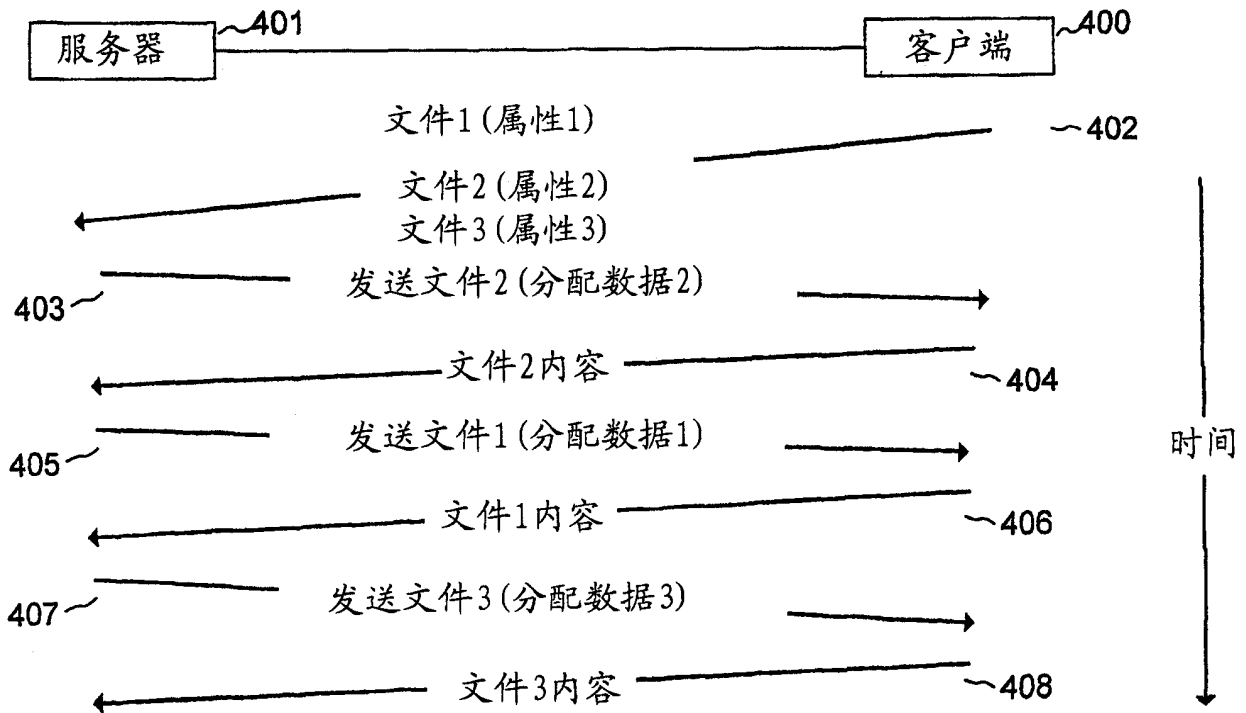 服务器
401
客户端
400
文件1(属性1)
402
文件2(属性2)
文件3(属性3)
403
发送文件2(分配数据2)
文件2内容
404
405
发送文件1(分配数据1)
时间
文件1内容
406
407
发送文件3(分配数据3)
文件3内容
408